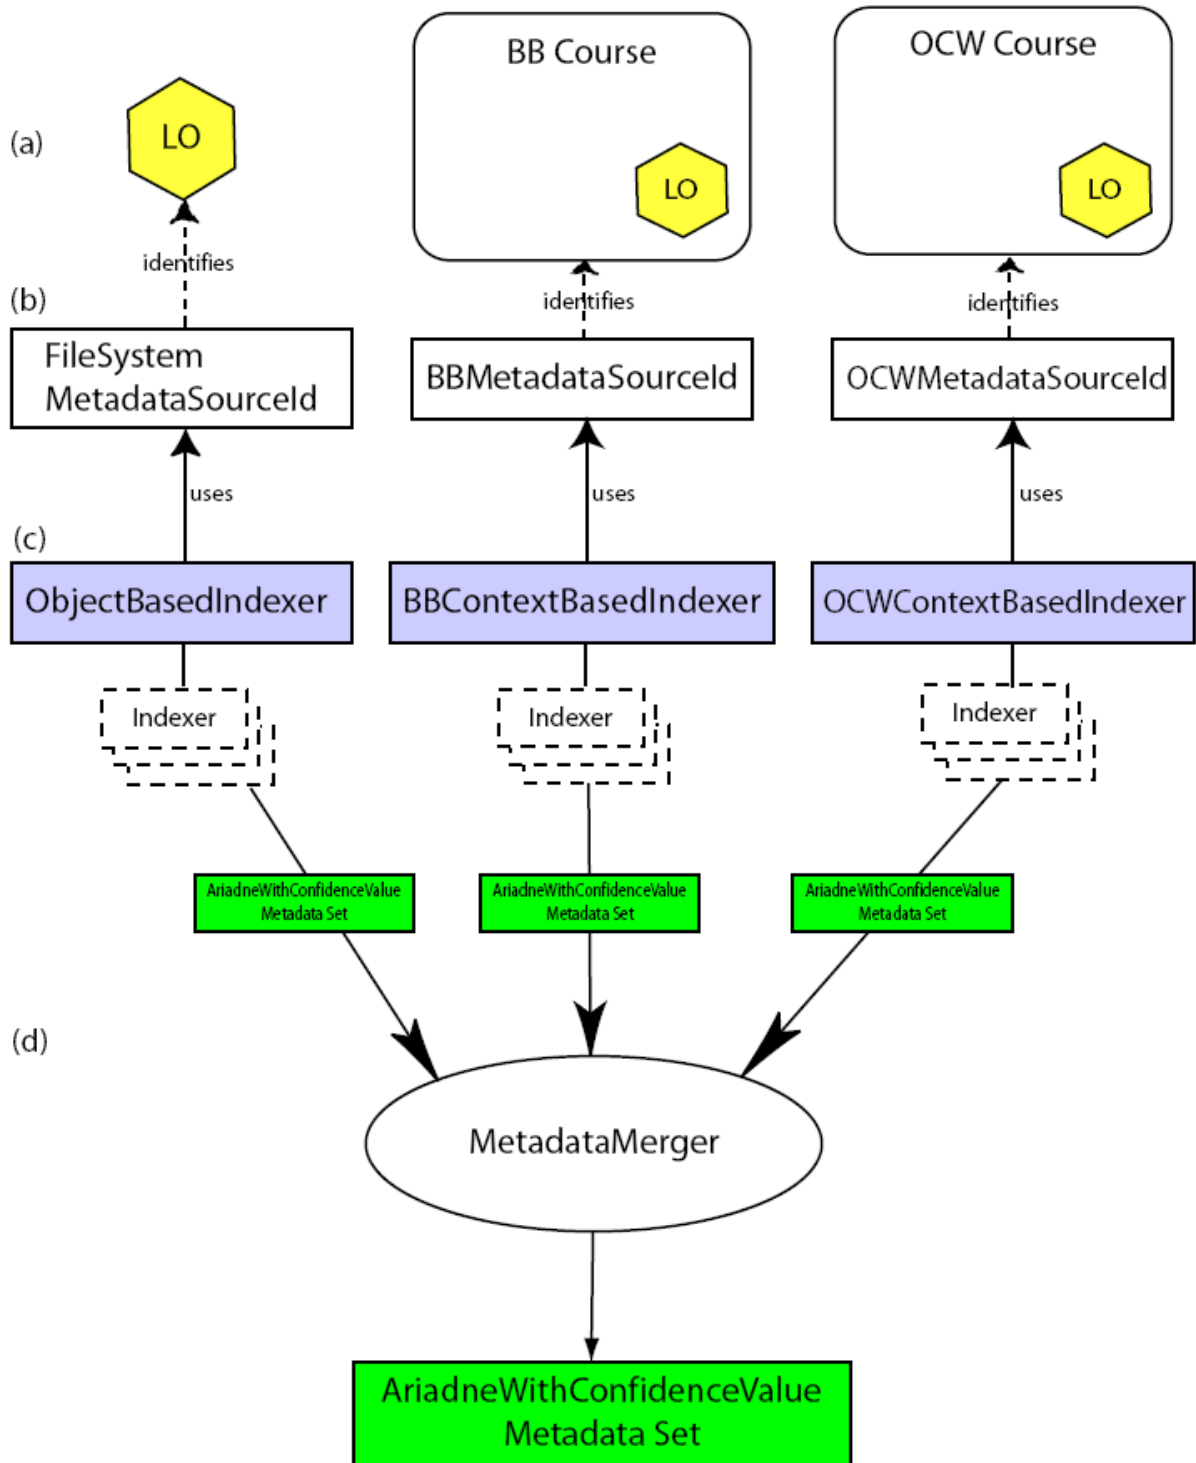 BB Course
OCW Course
(a)
LO
LO
LO
identifies
identifies
identifies
(b)
FileSystem
MetadataSourceId
BBMetadataSourceId
OCWMetadataSourceId
uses
uses
uses
(c)
ObjectBasedIndexer
BBContextBasedIndexer
OCWContextBasedIndexer
Indexer
Indexer
Indexer
AriadneWithConfidenceValue
Metadata Set
AriadneWithConfidenceValue
Metadata Set
AriadneWithConfidenceValue
Metadata Set
(d)
MetadataMerger
AriadneWithConfidenceValue
Metadata Set